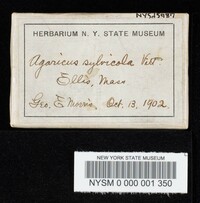 HERBARIUM N. Y. STATE MUSEUM
Agaricus sylvicola Vitt
Ellis, Mass
Geo. E. Morris. Oct. 13, 1902.
NEW YORK STATE MUSEUM
NYSM 0 000 001 350